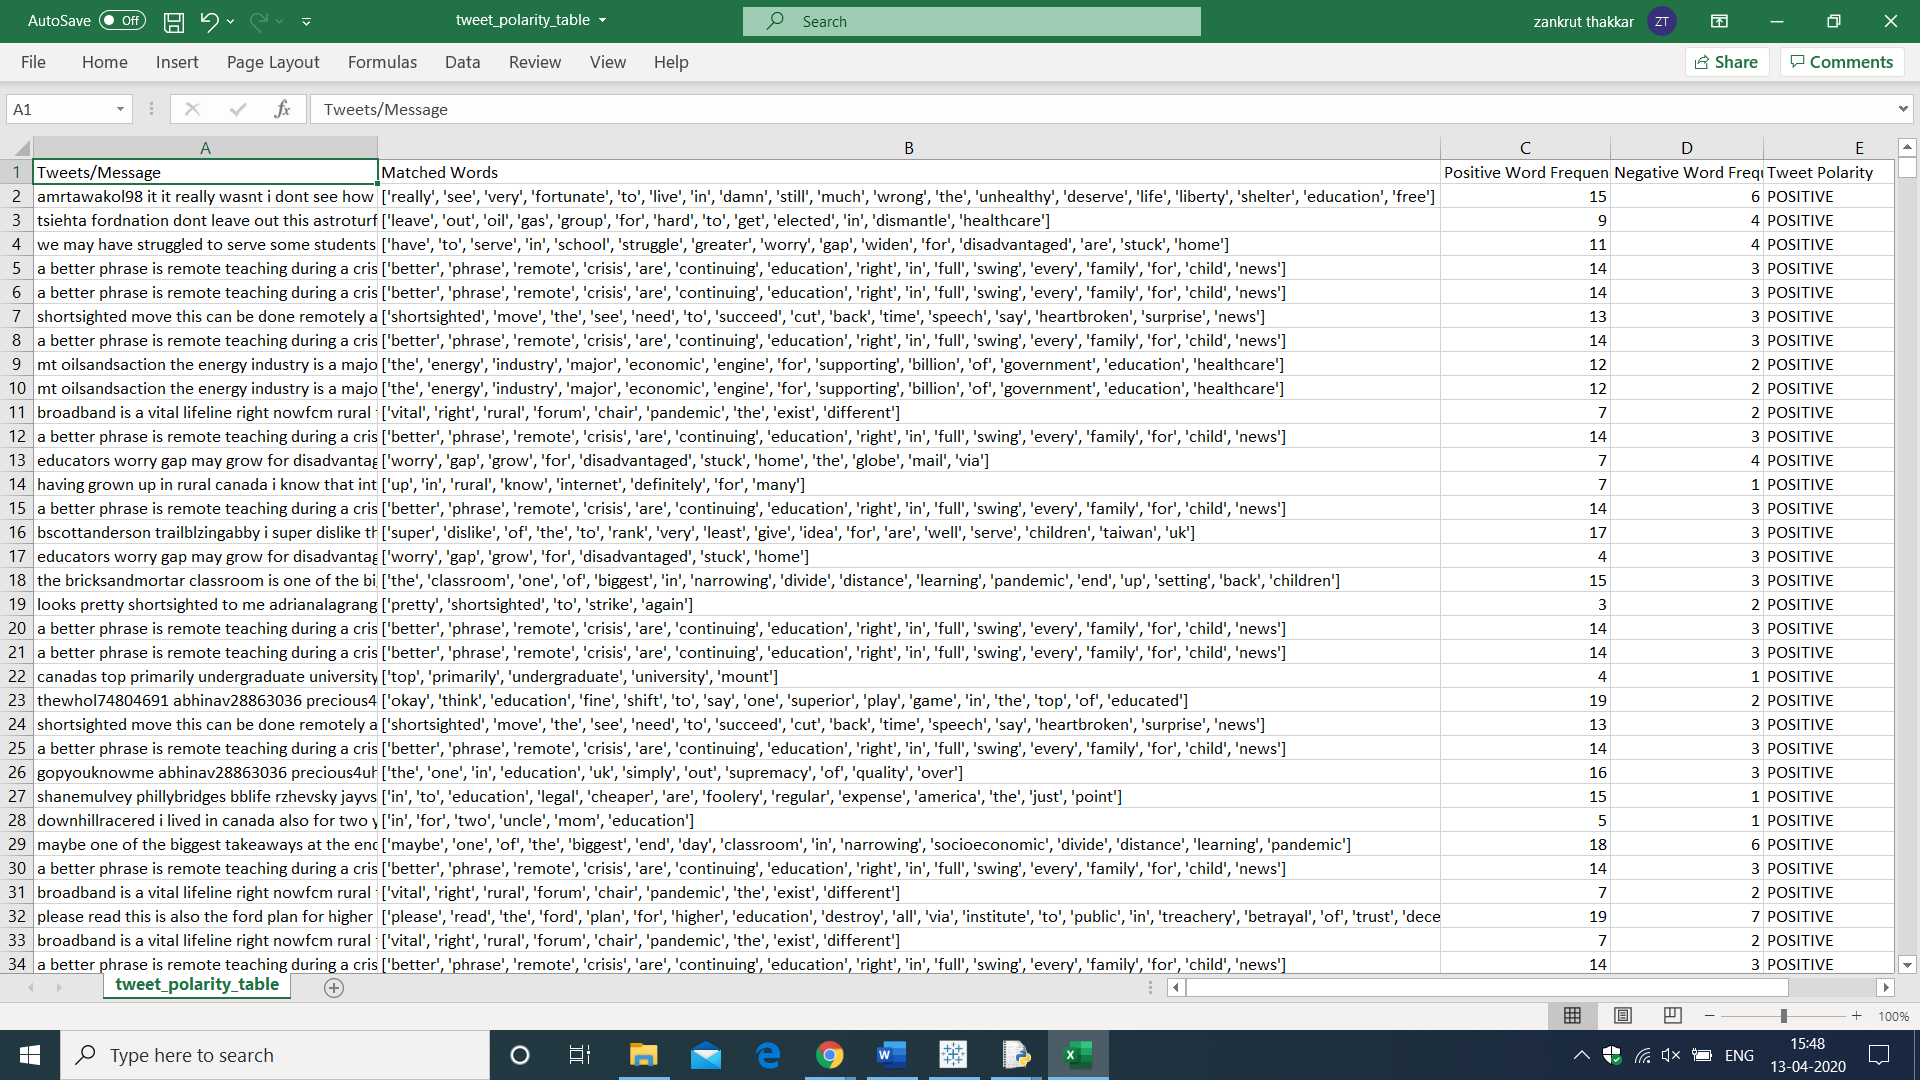 AutoSave Off tweet_polarity_table Search zankrut thakkar ZT
File Home Insert Page Layout Formulas Data Review View Help Share Comments
A1 fx Tweets/Message
A B C D E
1 Tweets/Message Matched Words Positive Word Frequen Negative Word Frequ Tweet Polarity
2 amrtawakol98 it it really wasnt i dont see how ['really', 'see', 'very', 'fortunate', 'to', 'live', 'in', 'damn', 'still', 'much', 'wrong', 'the', 'unhealthy', 'deserve', 'life', 'liberty', 'shelter', 'education', 'free'] 15 6 POSITIVE
3 tsiehta fordnation dont leave out this astroturf ['leave', 'out', 'oil', 'gas', 'group', 'for', 'hard', 'to', 'get', 'elected', 'in', 'dismantle', 'healthcare'] 9 4 POSITIVE
4 we may have struggled to serve some students ['have', 'to', 'serve', 'in', 'school', 'struggle', 'greater', 'worry', 'gap', 'widen', 'for', 'disadvantaged', 'are', 'stuck', 'home'] 11 4 POSITIVE
5 a better phrase is remote teaching during a cris ['better', 'phrase', 'remote', 'crisis', 'are', 'continuing', 'education', 'right', 'in', 'full', 'swing', 'every', 'family', 'for', 'child', 'news'] 14 3 POSITIVE
6 a better phrase is remote teaching during a cris ['better', 'phrase', 'remote', 'crisis', 'are', 'continuing', 'education', 'right', 'in', 'full', 'swing', 'every', 'family', 'for', 'child', 'news'] 14 3 POSITIVE
7 shortsighted move this can be done remotely a ['shortsighted', 'move', 'the', 'see', 'need', 'to', 'succeed', 'cut', 'back', 'time', 'speech', 'say', 'heartbroken', 'surprise', 'news'] 13 3 POSITIVE
8 a better phrase is remote teaching during a cris ['better', 'phrase', 'remote', 'crisis', 'are', 'continuing', 'education', 'right', 'in', 'full', 'swing', 'every', 'family', 'for', 'child', 'news'] 14 3 POSITIVE
9 mt oilsandsaction the energy industry is a majo ['the', 'energy', 'industry', 'major', 'economic', 'engine', 'for', 'supporting', 'billion', 'of', 'government', 'education', 'healthcare'] 12 2 POSITIVE
10 mt oilsandsaction the energy industry is a majo ['the', 'energy', 'industry', 'major', 'economic', 'engine', 'for', 'supporting', 'billion', 'of', 'government', 'education', 'healthcare'] 12 2 POSITIVE
11 broadband is a vital lifeline right nowfcm rural ['vital', 'right', 'rural', 'forum', 'chair', 'pandemic', 'the', 'exist', 'different'] 7 2 POSITIVE
12 a better phrase is remote teaching during a cris ['better', 'phrase', 'remote', 'crisis', 'are', 'continuing', 'education', 'right', 'in', 'full', 'swing', 'every', 'family', 'for', 'child', 'news'] 14 3 POSITIVE
13 educators worry gap may grow for disadvantag ['worry', 'gap', 'grow', 'for', 'disadvantaged', 'stuck', 'home', 'the', 'globe', 'mail', 'via'] 7 4 POSITIVE
14 having grown up in rural canada i know that int ['up', 'in', 'rural', 'know', 'internet', 'definitely', 'for', 'many'] 7 1 POSITIVE
15 a better phrase is remote teaching during a cris ['better', 'phrase', 'remote', 'crisis', 'are', 'continuing', 'education', 'right', 'in', 'full', 'swing', 'every', 'family', 'for', 'child', 'news'] 14 3 POSITIVE
16 bscottanderson trailblzingabby i super dislike th ['super', 'dislike', 'of', 'the', 'to', 'rank', 'very', 'least', 'give', 'idea', 'for', 'are', 'well', 'serve', 'children', 'taiwan', 'uk'] 17 3 POSITIVE
17 educators worry gap may grow for disadvantag ['worry', 'gap', 'grow', 'for', 'disadvantaged', 'stuck', 'home'] 4 3 POSITIVE
18 the bricksandmortar classroom is one of the bi ['the', 'classroom', 'one', 'of', 'biggest', 'in', 'narrowing', 'divide', 'distance', 'learning', 'pandemic', 'end', 'up', 'setting', 'back', 'children'] 15 3 POSITIVE
19 looks pretty shortsighted to me adrianalagrang ['pretty', 'shortsighted', 'to', 'strike', 'again'] 3 2 POSITIVE
20 a better phrase is remote teaching during a cris ['better', 'phrase', 'remote', 'crisis', 'are', 'continuing', 'education', 'right', 'in', 'full', 'swing', 'every', 'family', 'for', 'child', 'news'] 14 3 POSITIVE
21 a better phrase is remote teaching during a cris ['better', 'phrase', 'remote', 'crisis', 'are', 'continuing', 'education', 'right', 'in', 'full', 'swing', 'every', 'family', 'for', 'child', 'news'] 14 3 POSITIVE
22 canadas top primarily undergraduate university ['top', 'primarily', 'undergraduate', 'university', 'mount'] 4 1 POSITIVE
23 thewhol74804691 abhinav28863036 precious4 ['okay', 'think', 'education', 'fine', 'shift', 'to', 'say', 'one', 'superior', 'play', 'game', 'in', 'the', 'top', 'of', 'educated'] 19 2 POSITIVE
24 shortsighted move this can be done remotely a ['shortsighted', 'move', 'the', 'see', 'need', 'to', 'succeed', 'cut', 'back', 'time', 'speech', 'say', 'heartbroken', 'surprise', 'news'] 13 3 POSITIVE
25 a better phrase is remote teaching during a cris ['better', 'phrase', 'remote', 'crisis', 'are', 'continuing', 'education', 'right', 'in', 'full', 'swing', 'every', 'family', 'for', 'child', 'news'] 14 3 POSITIVE
26 gopyouknowme abhinav28863036 precious4uh ['the', 'one', 'in', 'education', 'uk', 'simply', 'out', 'supremacy', 'of', 'quality', 'over'] 16 3 POSITIVE
27 shanemulvey phillybridges bblife rzhevsky jayvs ['in', 'to', 'education', 'legal', 'cheaper', 'are', 'foolery', 'regular', 'expense', 'america', 'the', 'just', 'point'] 15 1 POSITIVE
28 downhillracered i lived in canada also for two y ['in', 'for', 'two', 'uncle', 'mom', 'education'] 5 1 POSITIVE
29 maybe one of the biggest takeaways at the end ['maybe', 'one', 'of', 'the', 'biggest', 'end', 'day', 'classroom', 'in', 'narrowing', 'socioeconomic', 'divide', 'distance', 'learning', 'pandemic'] 18 6 POSITIVE
30 a better phrase is remote teaching during a cris ['better', 'phrase', 'remote', 'crisis', 'are', 'continuing', 'education', 'right', 'in', 'full', 'swing', 'every', 'family', 'for', 'child', 'news'] 14 3 POSITIVE
31 broadband is a vital lifeline right nowfcm rural ['vital', 'right', 'rural', 'forum', 'chair', 'pandemic', 'the', 'exist', 'different'] 7 2 POSITIVE
32 please read this is also the ford plan for higher ['please', 'read', 'the', 'ford', 'plan', 'for', 'higher', 'education', 'destroy', 'all', 'via', 'institute', 'to', 'public', 'in', 'treachery', 'betrayal', 'of', 'trust', 'dece 19 7 POSITIVE
33 broadband is a vital lifeline right nowfcm rural ['vital', 'right', 'rural', 'forum', 'chair', 'pandemic', 'the', 'exist', 'different'] 7 2 POSITIVE
34 a better phrase is remote teaching during a cris ['better', 'phrase', 'remote', 'crisis', 'are', 'continuing', 'education', 'right', 'in', 'full', 'swing', 'every', 'family', 'for', 'child', 'news'] 14 3 POSITIVE
tweet_polarity_table
100%
Type here to search ENG 15:48
13-04-2020